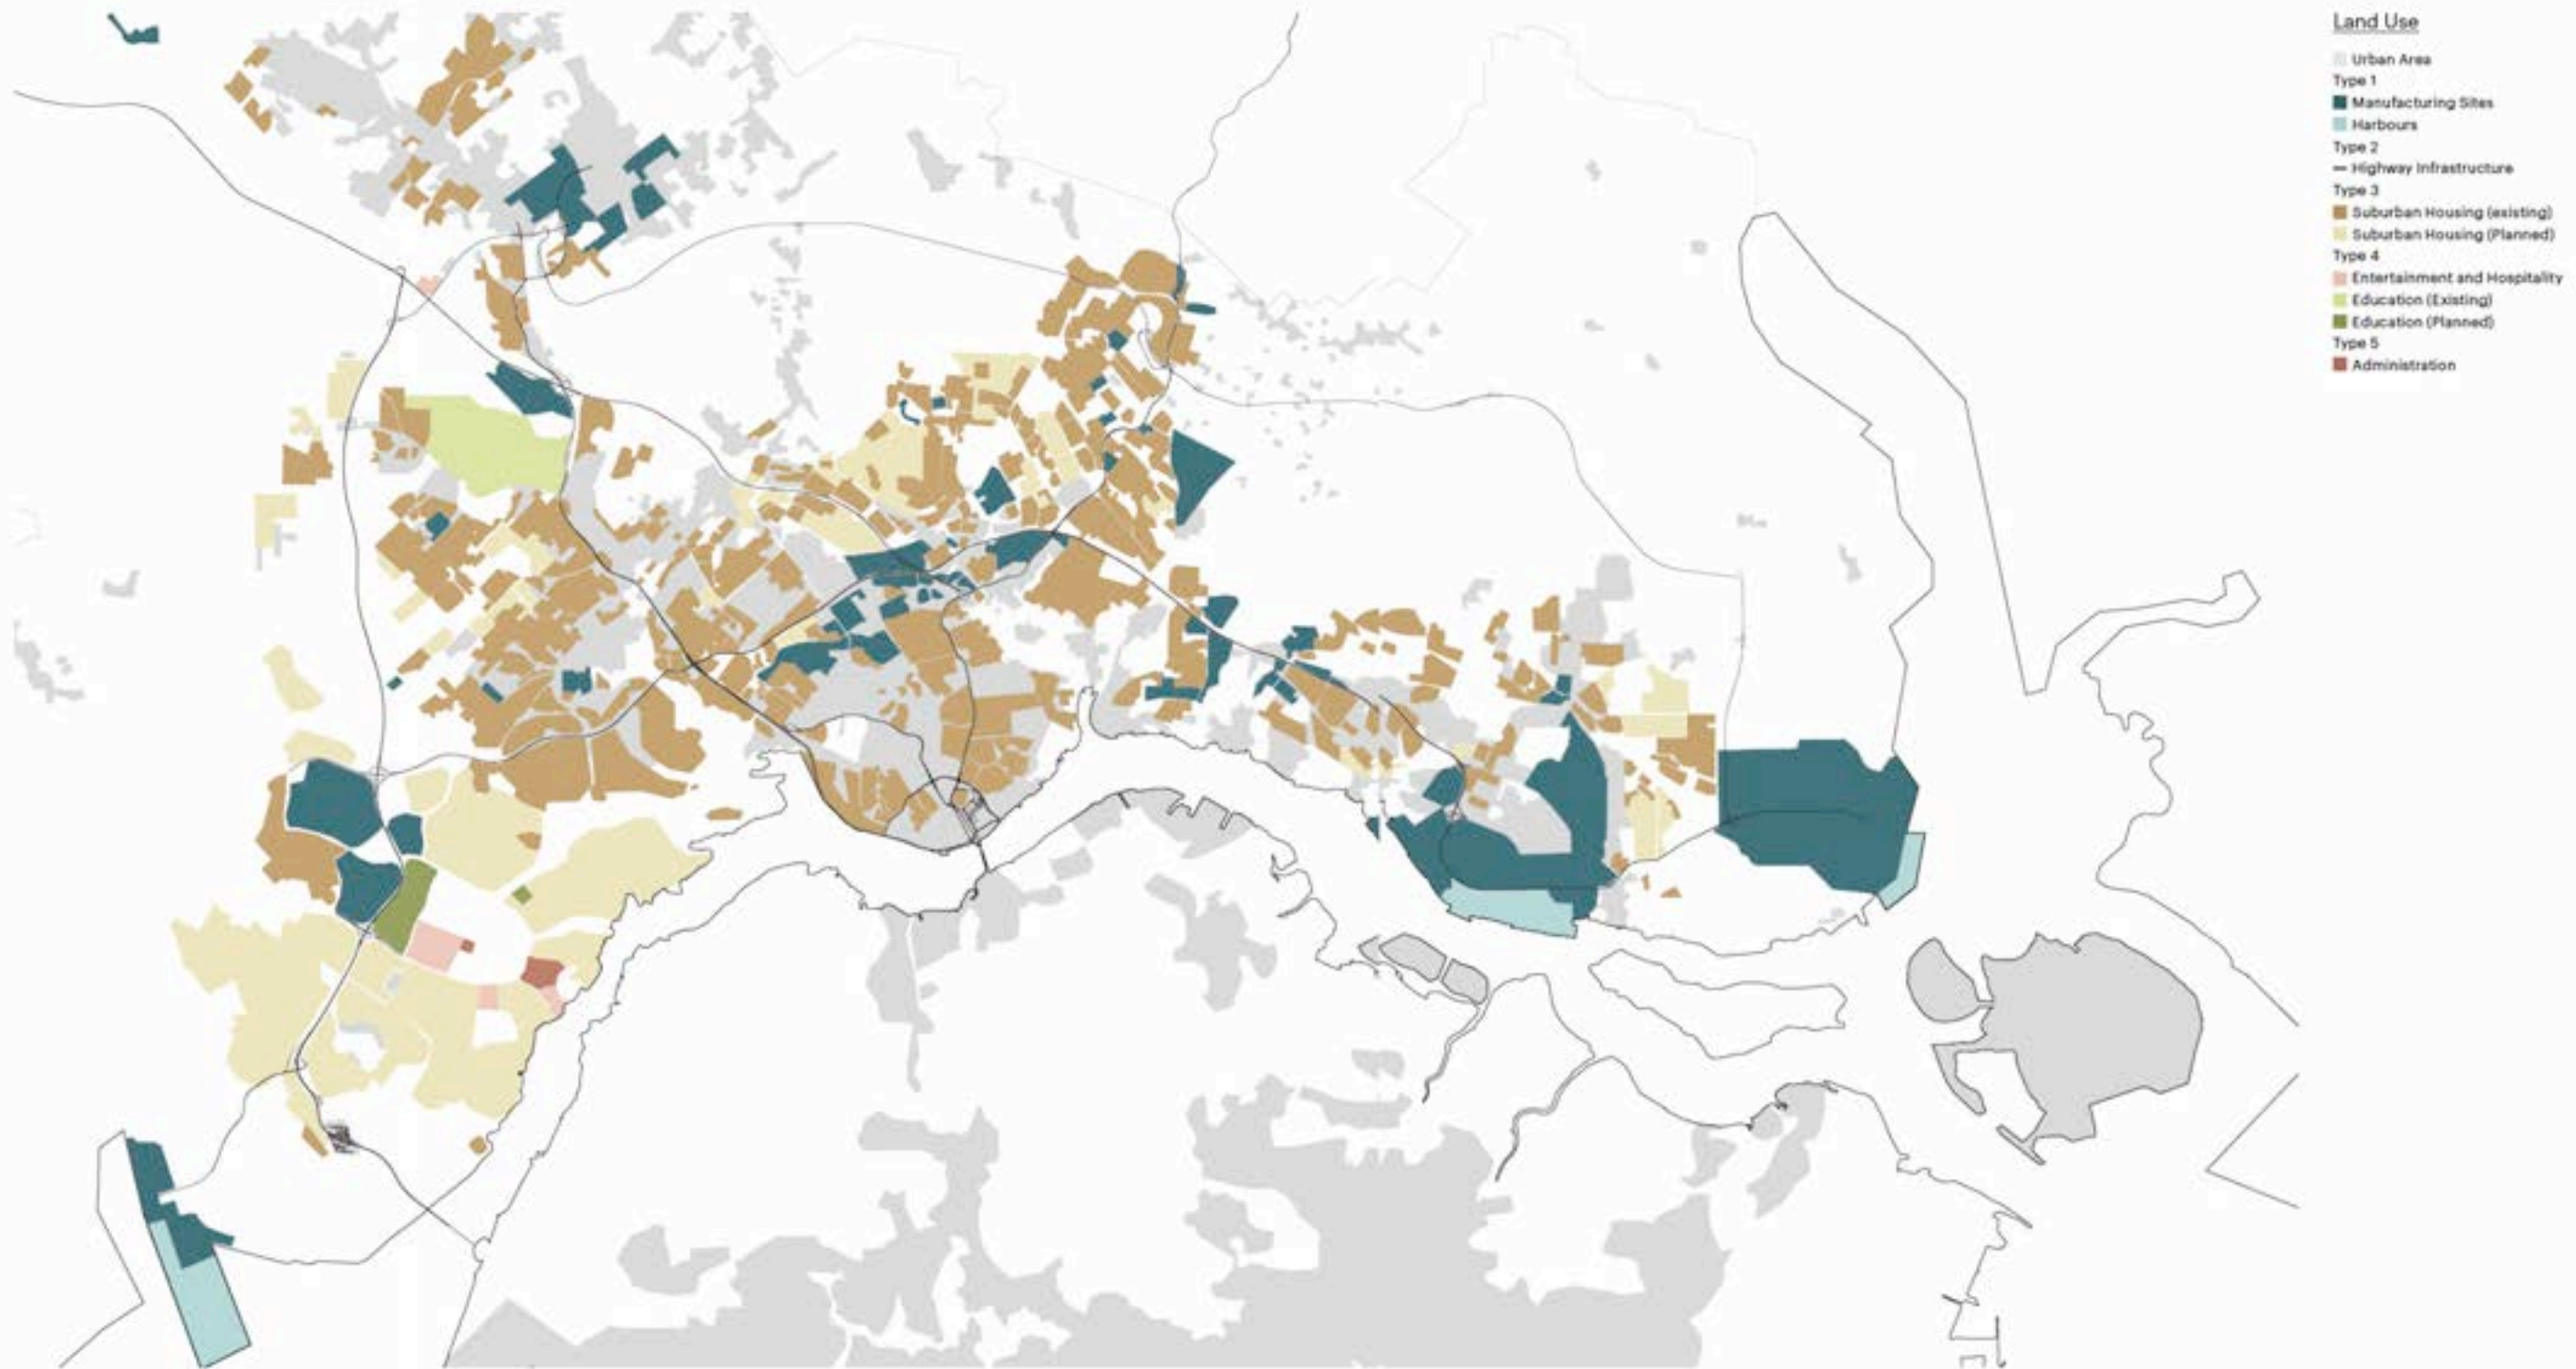 Land Use
Urban Area
Type 1
Manufacturing Sites
Harbours
Type 2
Highway Infrastructure
Type 3
Suburban Housing (existing)
Suburban Housing (Planned)
Type 4
Entertainment and Hospitality
Education (Existing)
Education (Planned)
Type 5
Administration